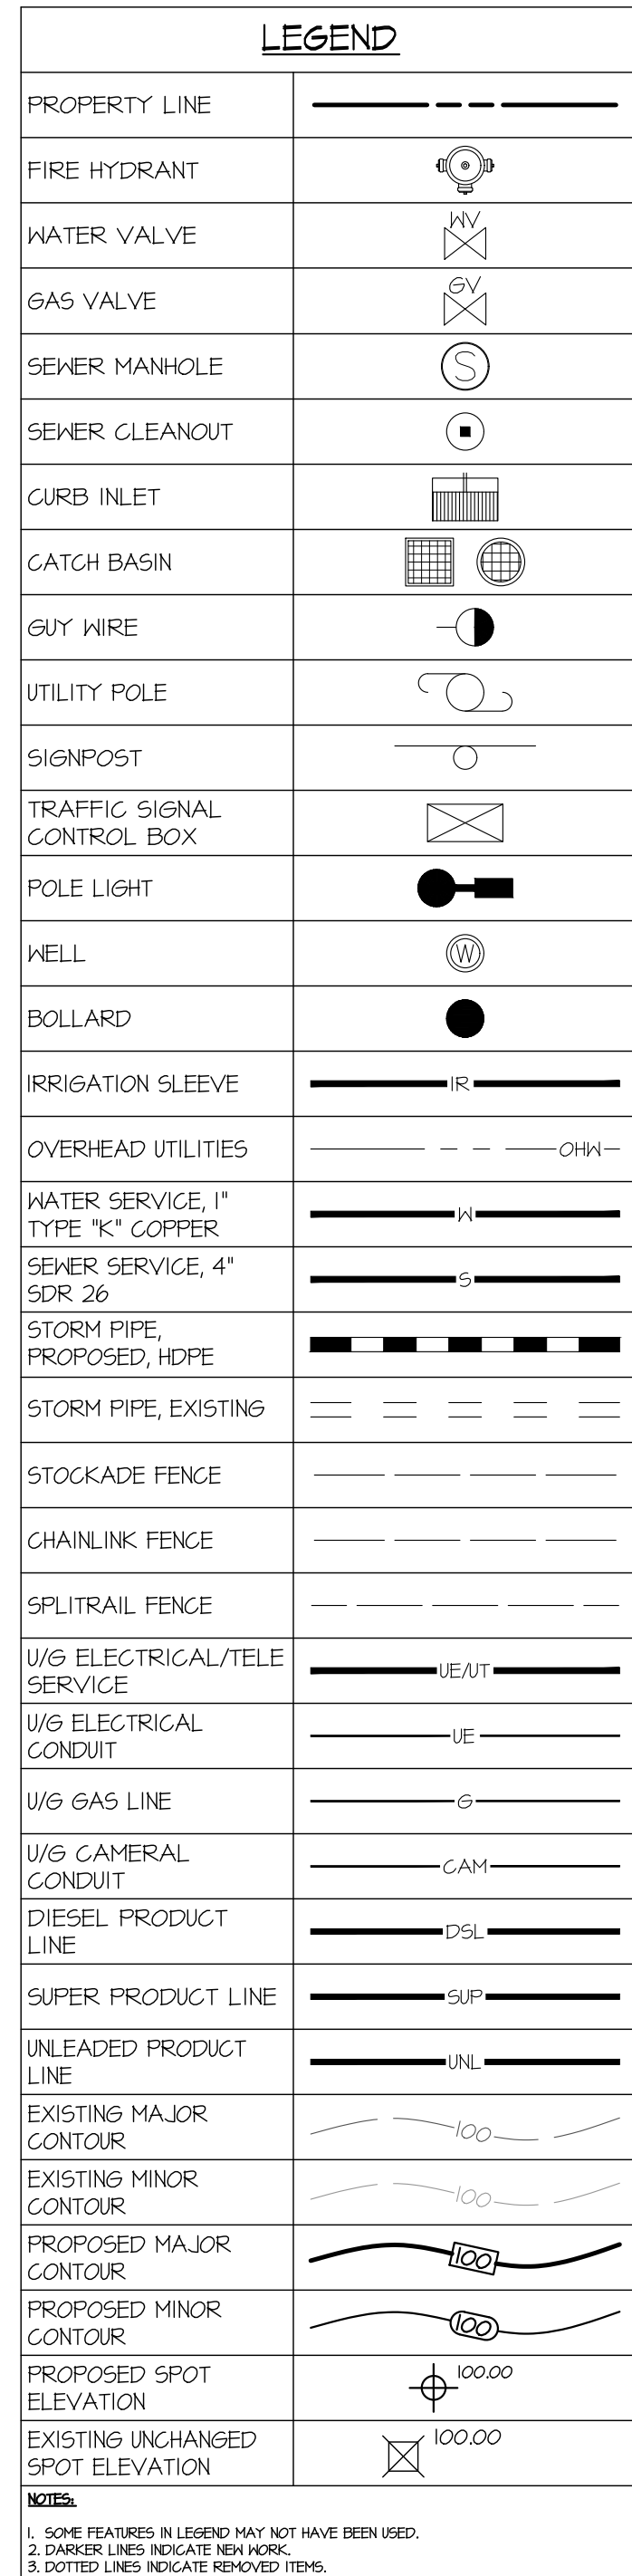 LEGEND
PROPERTY LINE
FIRE HYDRANT
WATER VALVE
WV
GAS VALVE
GV
SEWER MANHOLE
S
SEWER CLEANOUT
CURB INLET
CATCH BASIN
GUY WIRE
UTILITY POLE
SIGNPOST
TRAFFIC SIGNAL
CONTROL BOX
POLE LIGHT
WELL
W
BOLLARD
IRRIGATION SLEEVE
IR
OVERHEAD UTILITIES
OHW
WATER SERVICE, 1"
TYPE "K" COPPER
W
SEWER SERVICE, 4"
SDR 26
S
STORM PIPE,
PROPOSED, HDPE
STORM PIPE, EXISTING
STOCKADE FENCE
CHAINLINK FENCE
SPLITRAIL FENCE
U/G ELECTRICAL/TELE
SERVICE
UE/UT
U/G ELECTRICAL
CONDUIT
UE
U/G GAS LINE
G
U/G CAMERAL
CONDUIT
CAM
DIESEL PRODUCT
LINE
DSL
SUPER PRODUCT LINE
SUP
UNLEADED PRODUCT
LINE
UNL
EXISTING MAJOR
CONTOUR
100
EXISTING MINOR
CONTOUR
100
PROPOSED MAJOR
CONTOUR
100
PROPOSED MINOR
CONTOUR
100
PROPOSED SPOT
ELEVATION
100.00
EXISTING UNCHANGED
SPOT ELEVATION
100.00
NOTES:
1. SOME FEATURES IN LEGEND MAY NOT HAVE BEEN USED.
2. DARKER LINES INDICATE NEW WORK.
3. DOTTED LINES INDICATE REMOVED ITEMS.